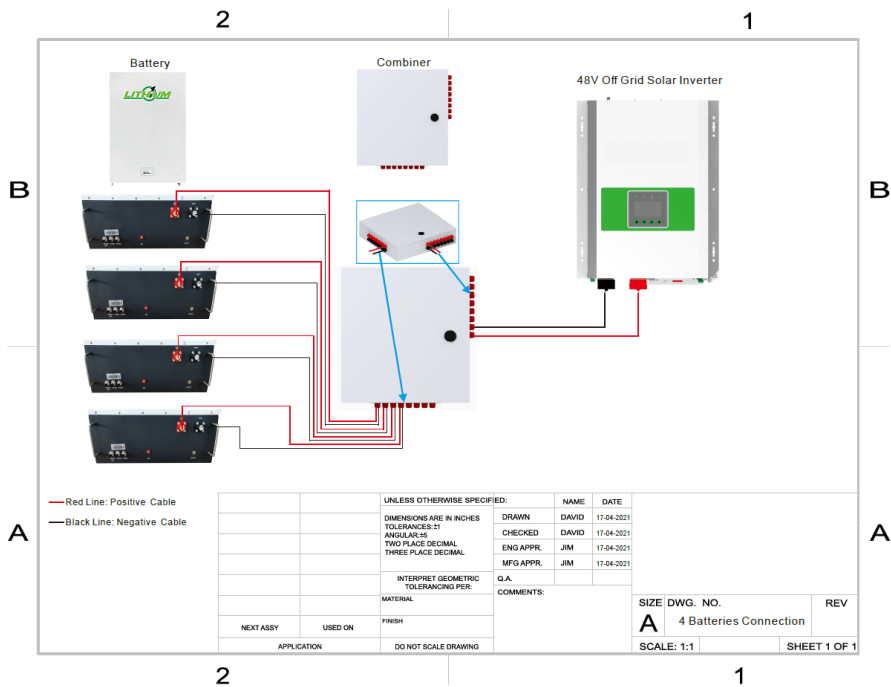 2
1
Battery
Combiner
48V Off Grid Solar Inverter
LITHIUM
B
B
Red Line: Positive Cable
Black Line: Negative Cable
A
A
UNLESS OTHERWISE SPECIFIED:
NAME
DATE
DIMENSIONS ARE IN INCHES
TOLERANCES:±1
ANGULAR:±5
TWO PLACE DECIMAL
THREE PLACE DECIMAL
DRAWN
DAVID
17-04-2021
CHECKED
DAVID
17-04-2021
ENG APPR.
JIM
17-04-2021
MFG APPR.
JIM
17-04-2021
INTERPRET GEOMETRIC
TOLERANCING PER:
Q.A.
MATERIAL
COMMENTS:
FINISH
NEXT ASSY
USED ON
APPLICATION
DO NOT SCALE DRAWING
SIZE
DWG. NO.
REV
A
4 Batteries Connection
SCALE: 1:1
SHEET 1 OF 1
2
1